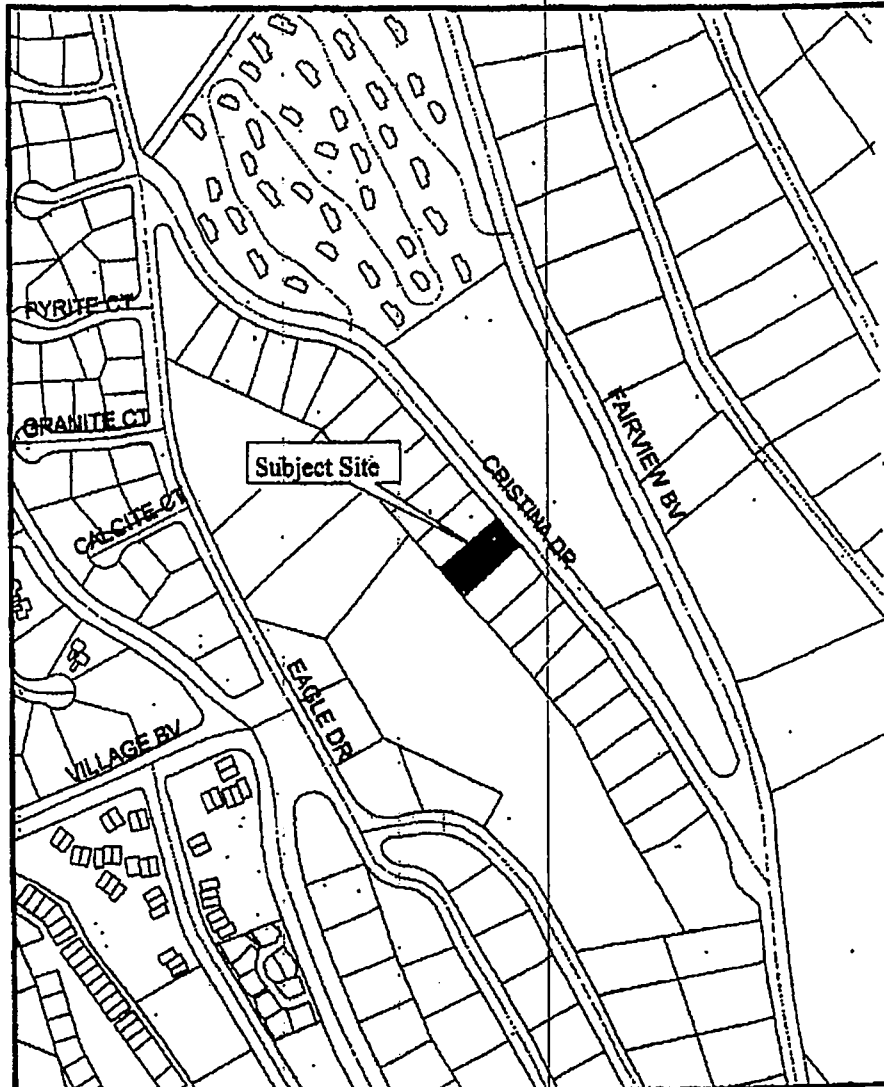 PYRITE CT
GRANITE CT
CALCITE CT
Subject Site
CRISTINA DR
FAIRVIEW BV
EAGLE DR
VILLAGE BV